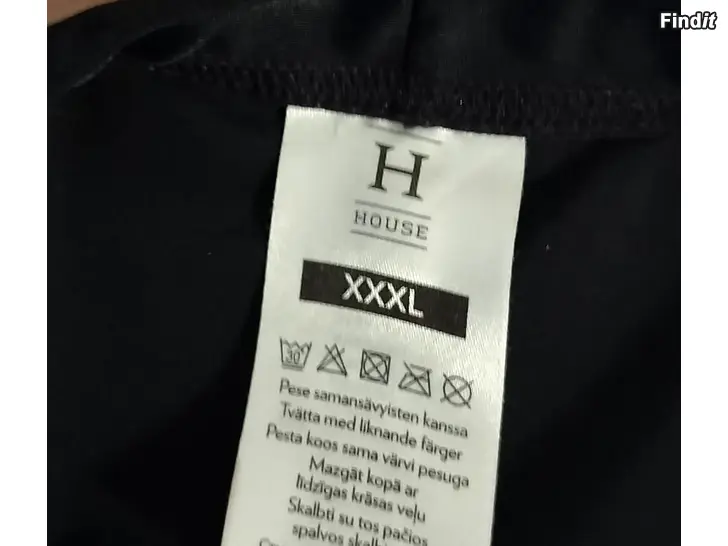 Findit
H
HOUSE
XXXL
30
Pese samansävyisten kanssa
Tvätta med liknande färger
Pesta koos sama värvi pesuga
Mazgāt kopā ar
līdzīgas krāsas veļu
Skalbti su tos pačios
spalvos